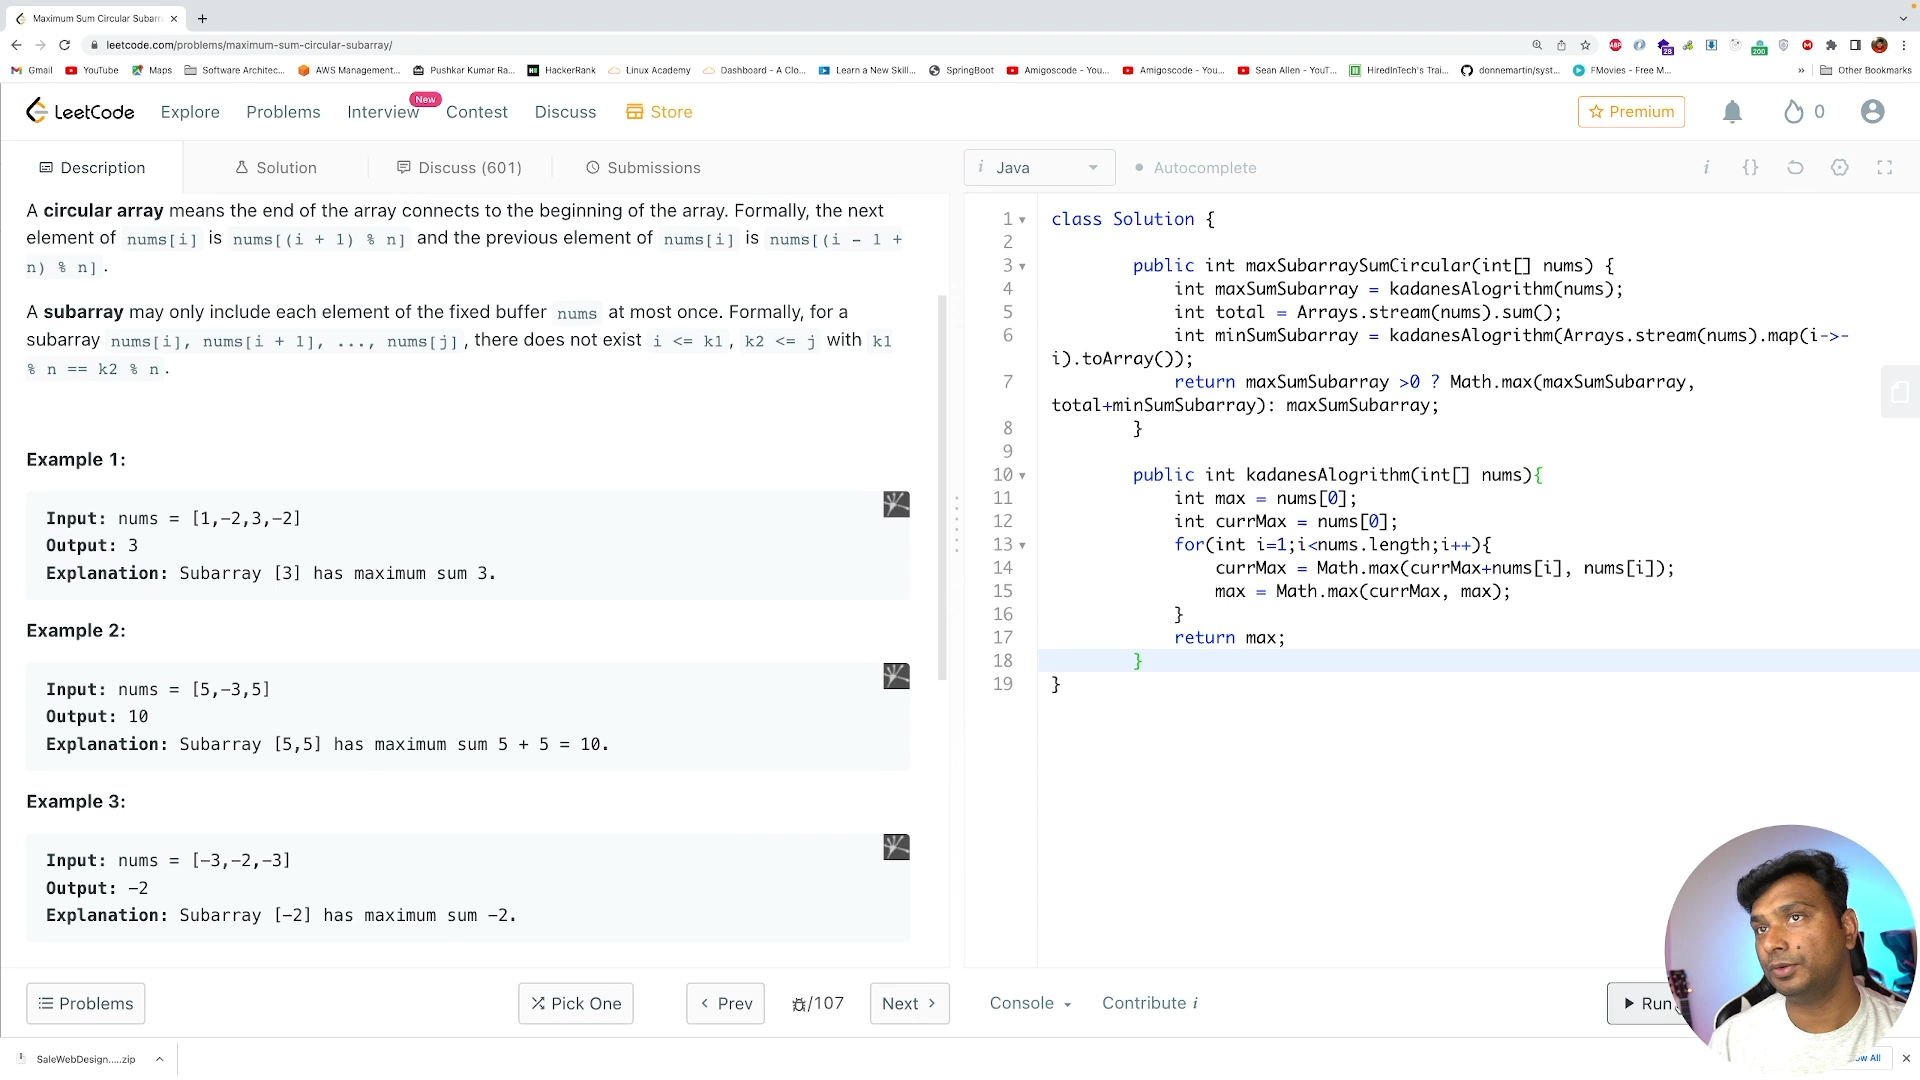 Maximum Sum Circular Subarr
leetcode.com/problems/maximum-sum-circular-subarray/
Gmail YouTube Maps Software Architec... AWS Management... Pushkar Kumar Ra... HackerRank Linux Academy Dashboard - A Clo... Learn a New Skill... SpringBoot Amigoscode - You... Amigoscode - You... Sean Allen - YouT... HiredInTech's Trai... donnemartin/syst... FMovies - Free M... » Other Bookmarks
LeetCode Explore Problems Interview New Contest Discuss Store Premium 0
Description Solution Discuss (601) Submissions
i Java Autocomplete i {}
A circular array means the end of the array connects to the beginning of the array. Formally, the next
element of nums[i] is nums[(i + 1) % n] and the previous element of nums[i] is nums[(i - 1 +
n) % n].
A subarray may only include each element of the fixed buffer nums at most once. Formally, for a
subarray nums[i], nums[i + 1], ..., nums[j], there does not exist i <= k1, k2 <= j with k1
% n == k2 % n.
Example 1:
Input: nums = [1,-2,3,-2]
Output: 3
Explanation: Subarray [3] has maximum sum 3.
Example 2:
Input: nums = [5,-3,5]
Output: 10
Explanation: Subarray [5,5] has maximum sum 5 + 5 = 10.
Example 3:
Input: nums = [-3,-2,-3]
Output: -2
Explanation: Subarray [-2] has maximum sum -2.
1 class Solution {
2
3 public int maxSubarraySumCircular(int[] nums) {
4 int maxSumSubarray = kadanesAlogrithm(nums);
5 int total = Arrays.stream(nums).sum();
6 int minSumSubarray = kadanesAlogrithm(Arrays.stream(nums).map(i->-
i).toArray());
7 return maxSumSubarray >0 ? Math.max(maxSumSubarray,
total+minSumSubarray): maxSumSubarray;
8 }
9
10 public int kadanesAlogrithm(int[] nums){
11 int max = nums[0];
12 int currMax = nums[0];
13 for(int i=1;i<nums.length;i++){
14 currMax = Math.max(currMax+nums[i], nums[i]);
15 max = Math.max(currMax, max);
16 }
17 return max;
18 }
19 }
Problems Pick One Prev /107 Next Console Contribute i Run
SaleWebDesign.....zip